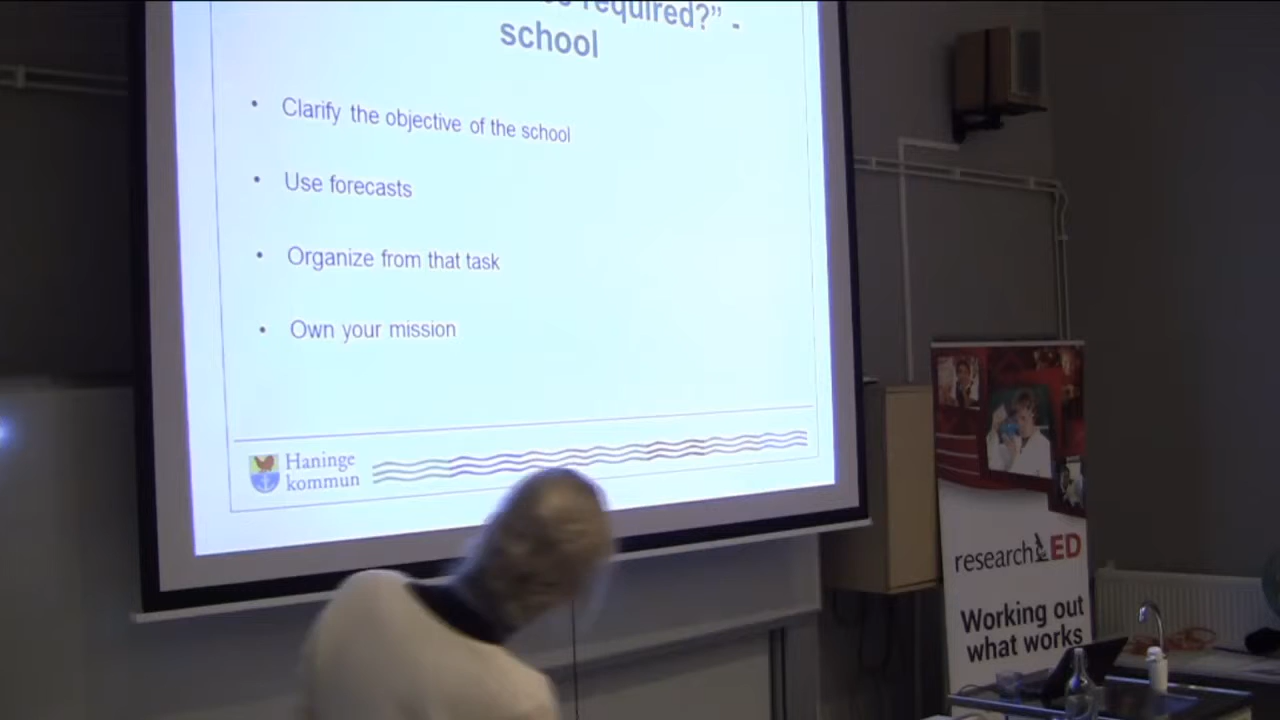 required?” -
school
• Clarify the objective of the school
• Use forecasts
• Organize from that task
• Own your mission
Haninge
kommun
researchED
Working out
what works